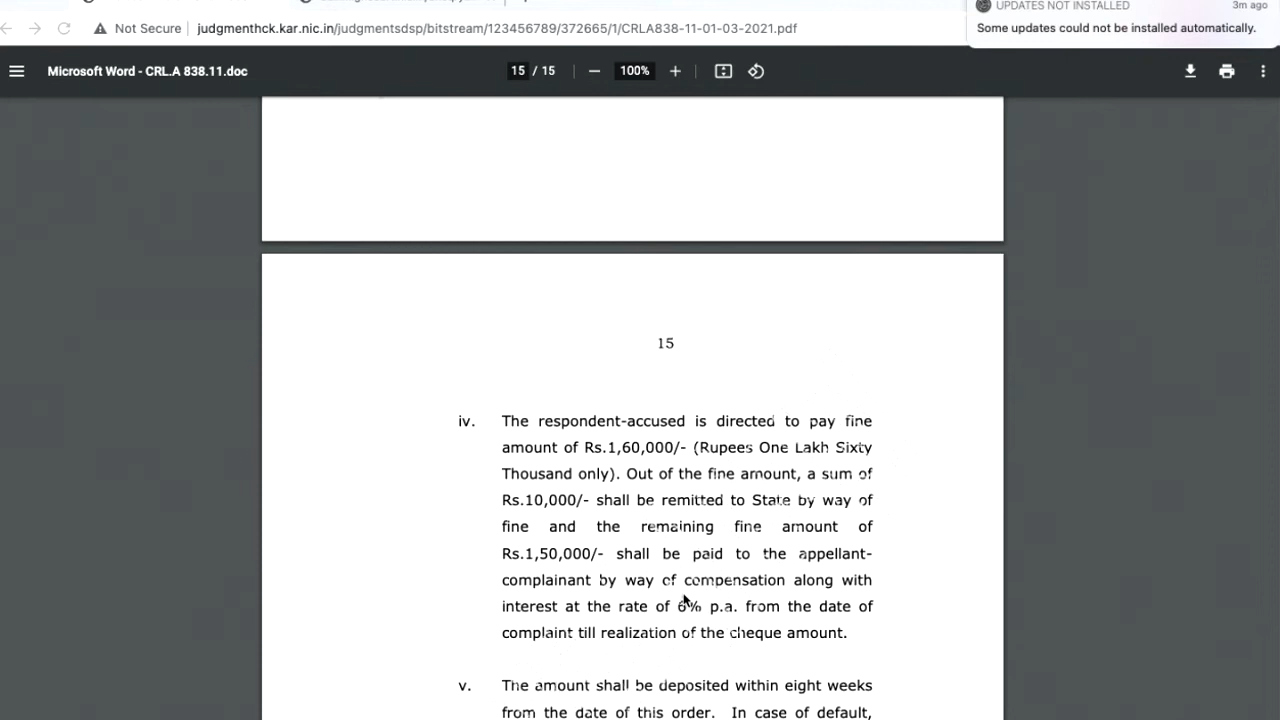 UPDATES NOT INSTALLED
3m ago
Some updates could not be installed automatically.
Not Secure
judgmenthck.kar.nic.in/judgmentsdsp/bitstream/123456789/372665/1/CRLA838-11-01-03-2021.pdf
Microsoft Word - CRL.A 838.11.doc
15 / 15
100%
15
iv. The respondent-accused is directed to pay fine
amount of Rs.1,60,000/- (Rupees One Lakh Sixty
Thousand only). Out of the fine amount, a sum of
Rs.10,000/- shall be remitted to State by way of
fine and the remaining fine amount of
Rs.1,50,000/- shall be paid to the appellant-
complainant by way of compensation along with
interest at the rate of 6% p.a. from the date of
complaint till realization of the cheque amount.
v. The amount shall be deposited within eight weeks
from the date of this order. In case of default,